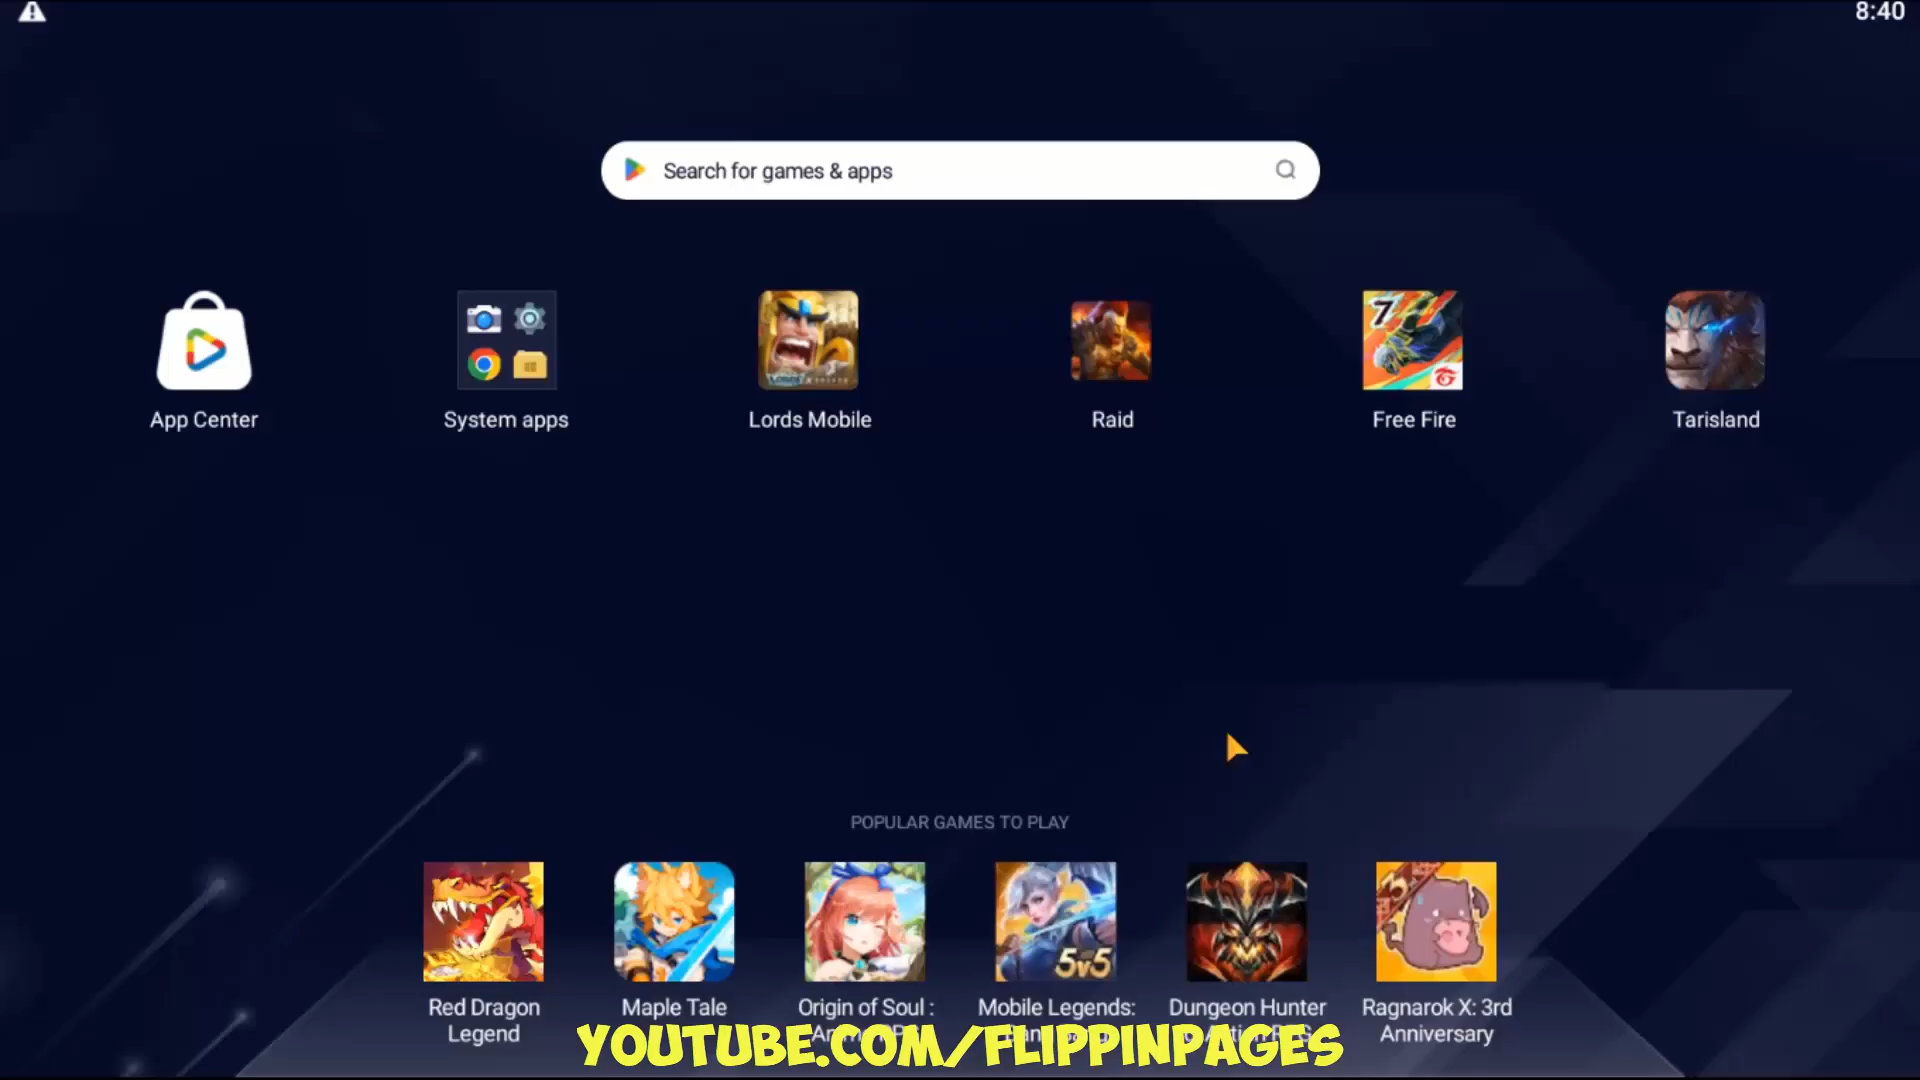 8:40
Search for games & apps
App Center
System apps
Lords Mobile
Raid
7
Free Fire
Tarisland
POPULAR GAMES TO PLAY
5v5
Red Dragon
Legend
Maple Tale
Origin of Soul :
Mobile Legends:
Dungeon Hunter
Ragnarok X: 3rd
Anniversary
YOUTUBE.COM/FLIPPINPAGES